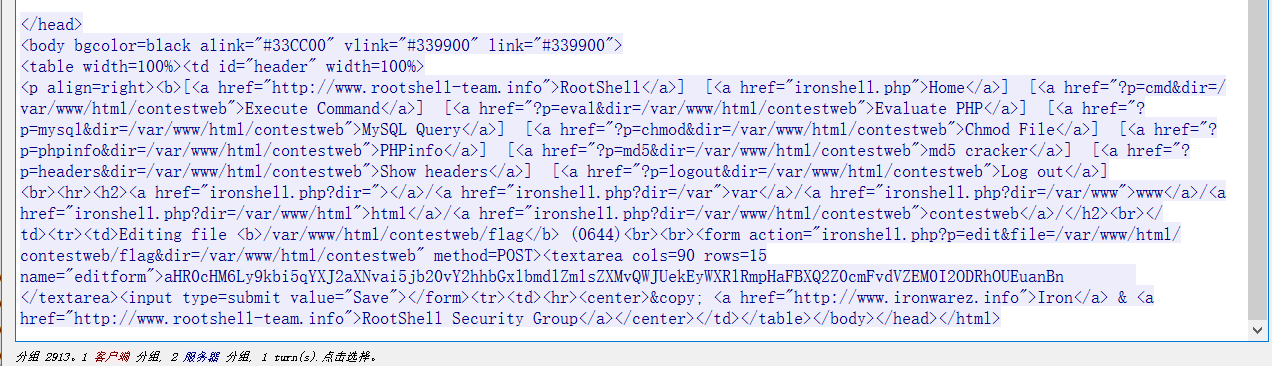 </head>
<body bgcolor=black alink="#33CC00" vlink="#339900" link="#339900">
<table width=100%><td id="header" width=100%>
<p align=right><b>[<a href="http://www.rootshell-team.info">RootShell</a>]  [<a href="ironshell.php">Home</a>]  [<a href="?p=cmd&dir=/
var/www/html/contestweb">Execute Command</a>]  [<a href="?p=eval&dir=/var/www/html/contestweb">Evaluate PHP</a>]  [<a href="?
p=mysql&dir=/var/www/html/contestweb">MySQL Query</a>]  [<a href="?p=chmod&dir=/var/www/html/contestweb">Chmod File</a>]  [<a href="?
p=phpinfo&dir=/var/www/html/contestweb">PHPinfo</a>]  [<a href="?p=md5&dir=/var/www/html/contestweb">md5 cracker</a>]  [<a href="?
p=headers&dir=/var/www/html/contestweb">Show headers</a>]  [<a href="?p=logout&dir=/var/www/html/contestweb">Log out</a>]
<br><hr><h2><a href="ironshell.php?dir="></a>/<a href="ironshell.php?dir=/var">var</a>/<a href="ironshell.php?dir=/var/www">www</a>/<a
href="ironshell.php?dir=/var/www/html">html</a>/<a href="ironshell.php?dir=/var/www/html/contestweb">contestweb</a>/</h2><br></
td><tr><td>Editing file <b>/var/www/html/contestweb/flag</b> (0644)<br><br><form action="ironshell.php?p=edit&file=/var/www/html/
contestweb/flag&dir=/var/www/html/contestweb" method=POST><textarea cols=90 rows=15
name="editform">aHR0cHM6Ly9kbi5qYXJ2aXNvai5jb20vY2hhbGxlbmdlZmlsZXMvQWJUekEyWXRlRmpHaFBXQ2Z0cmFvdVZEM0I2ODRhOUEuanBn
</textarea><input type=submit value="Save"></form><tr><td><hr><center>&copy; <a href="http://www.ironwarez.info">Iron</a> & <a
href="http://www.rootshell-team.info">RootShell Security Group</a></center></td></table></body></head></html>
分组 2913。1 客户端 分组, 2 服务器 分组, 1 turn(s).点击选择。